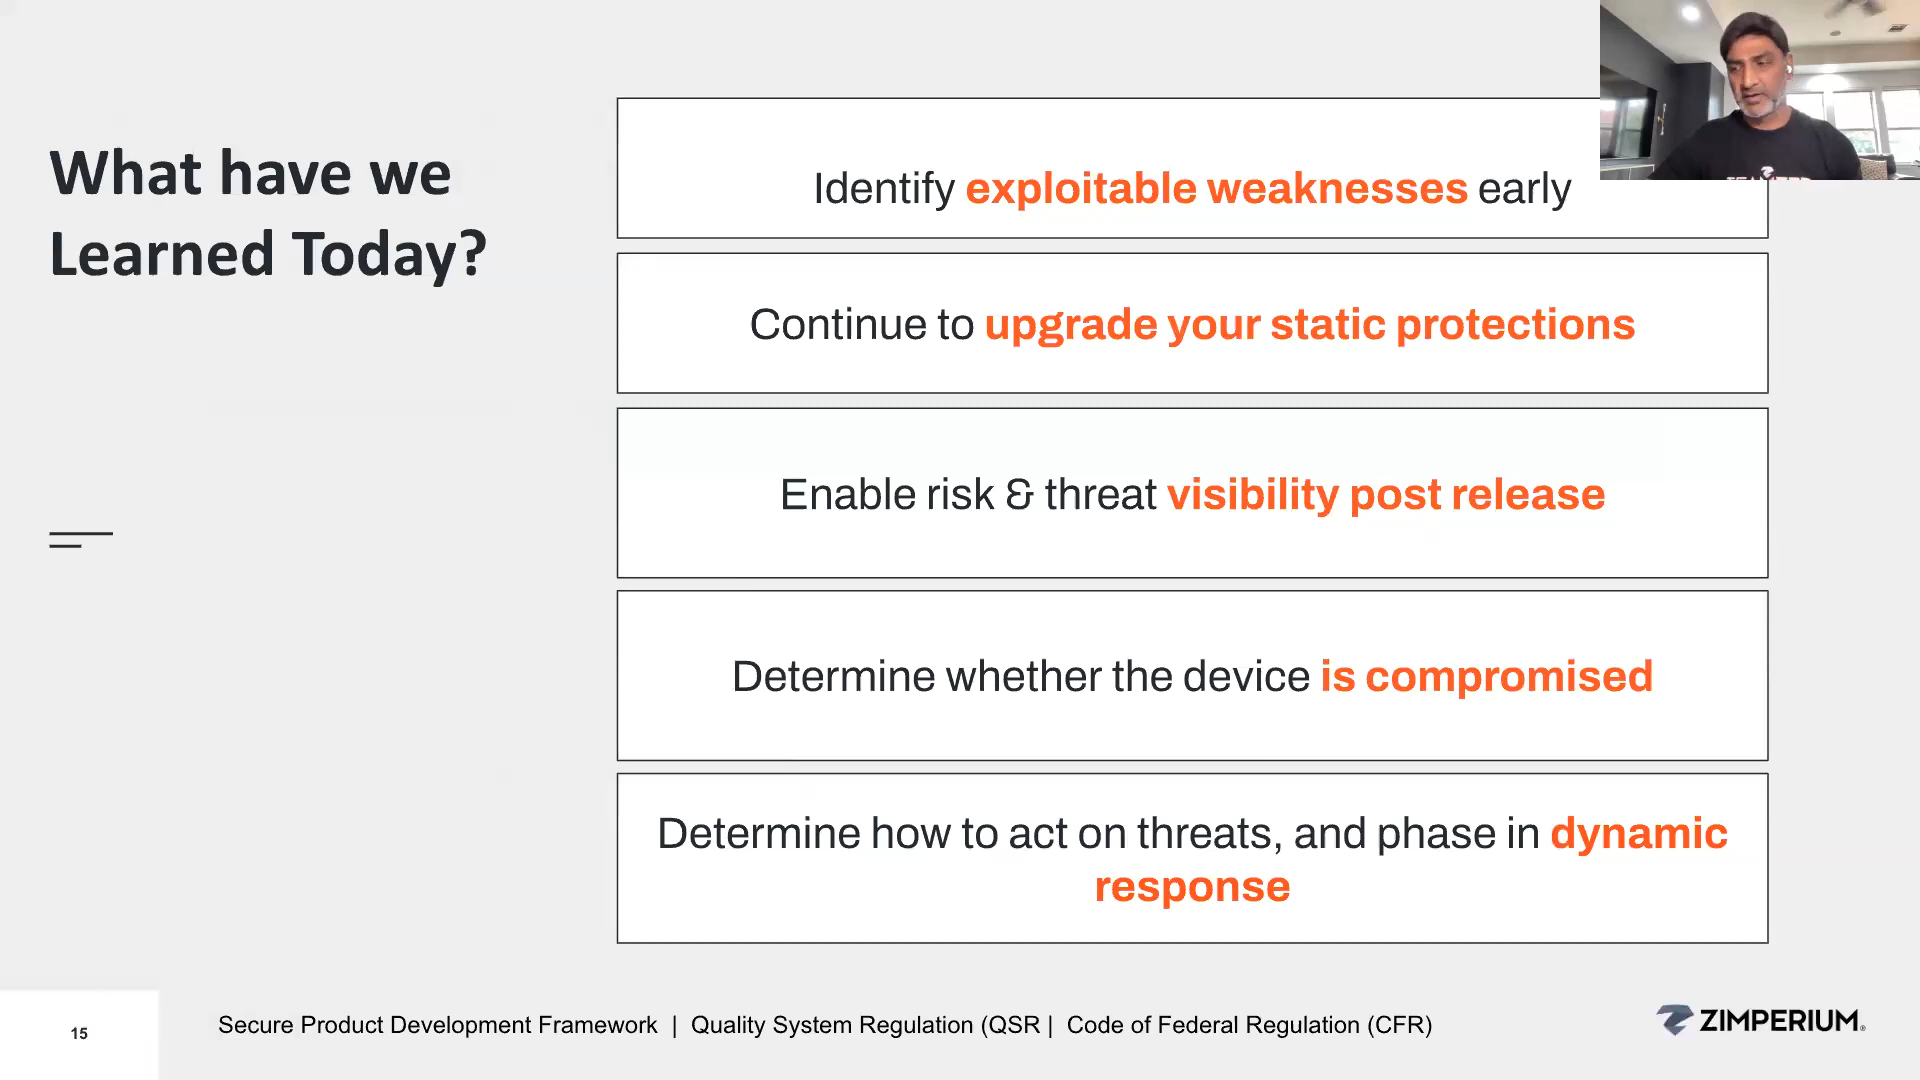 What have we
Learned Today?
Identify exploitable weaknesses early
Continue to upgrade your static protections
Enable risk & threat visibility post release
Determine whether the device is compromised
Determine how to act on threats, and phase in dynamic
response
15
Secure Product Development Framework | Quality System Regulation (QSR | Code of Federal Regulation (CFR)
ZIMPERIUM®